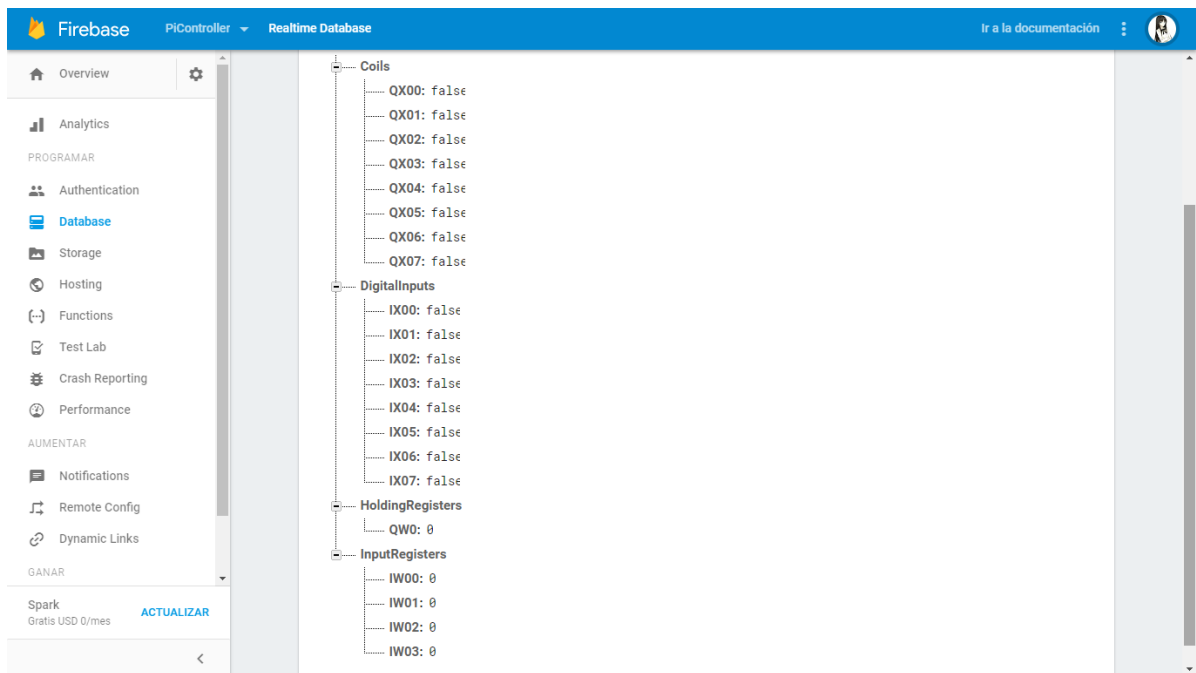 Firebase PiController Realtime Database Ir a la documentación
Overview
Analytics
PROGRAMAR
Authentication
Database
Storage
Hosting
Functions
Test Lab
Crash Reporting
Performance
AUMENTAR
Notifications
Remote Config
Dynamic Links
GANAR
Spark
Gratis USD 0/mes
ACTUALIZAR
Coils
QX00: false
QX01: false
QX02: false
QX03: false
QX04: false
QX05: false
QX06: false
QX07: false
DigitalInputs
IX00: false
IX01: false
IX02: false
IX03: false
IX04: false
IX05: false
IX06: false
IX07: false
HoldingRegisters
QW0: 0
InputRegisters
IW00: 0
IW01: 0
IW02: 0
IW03: 0